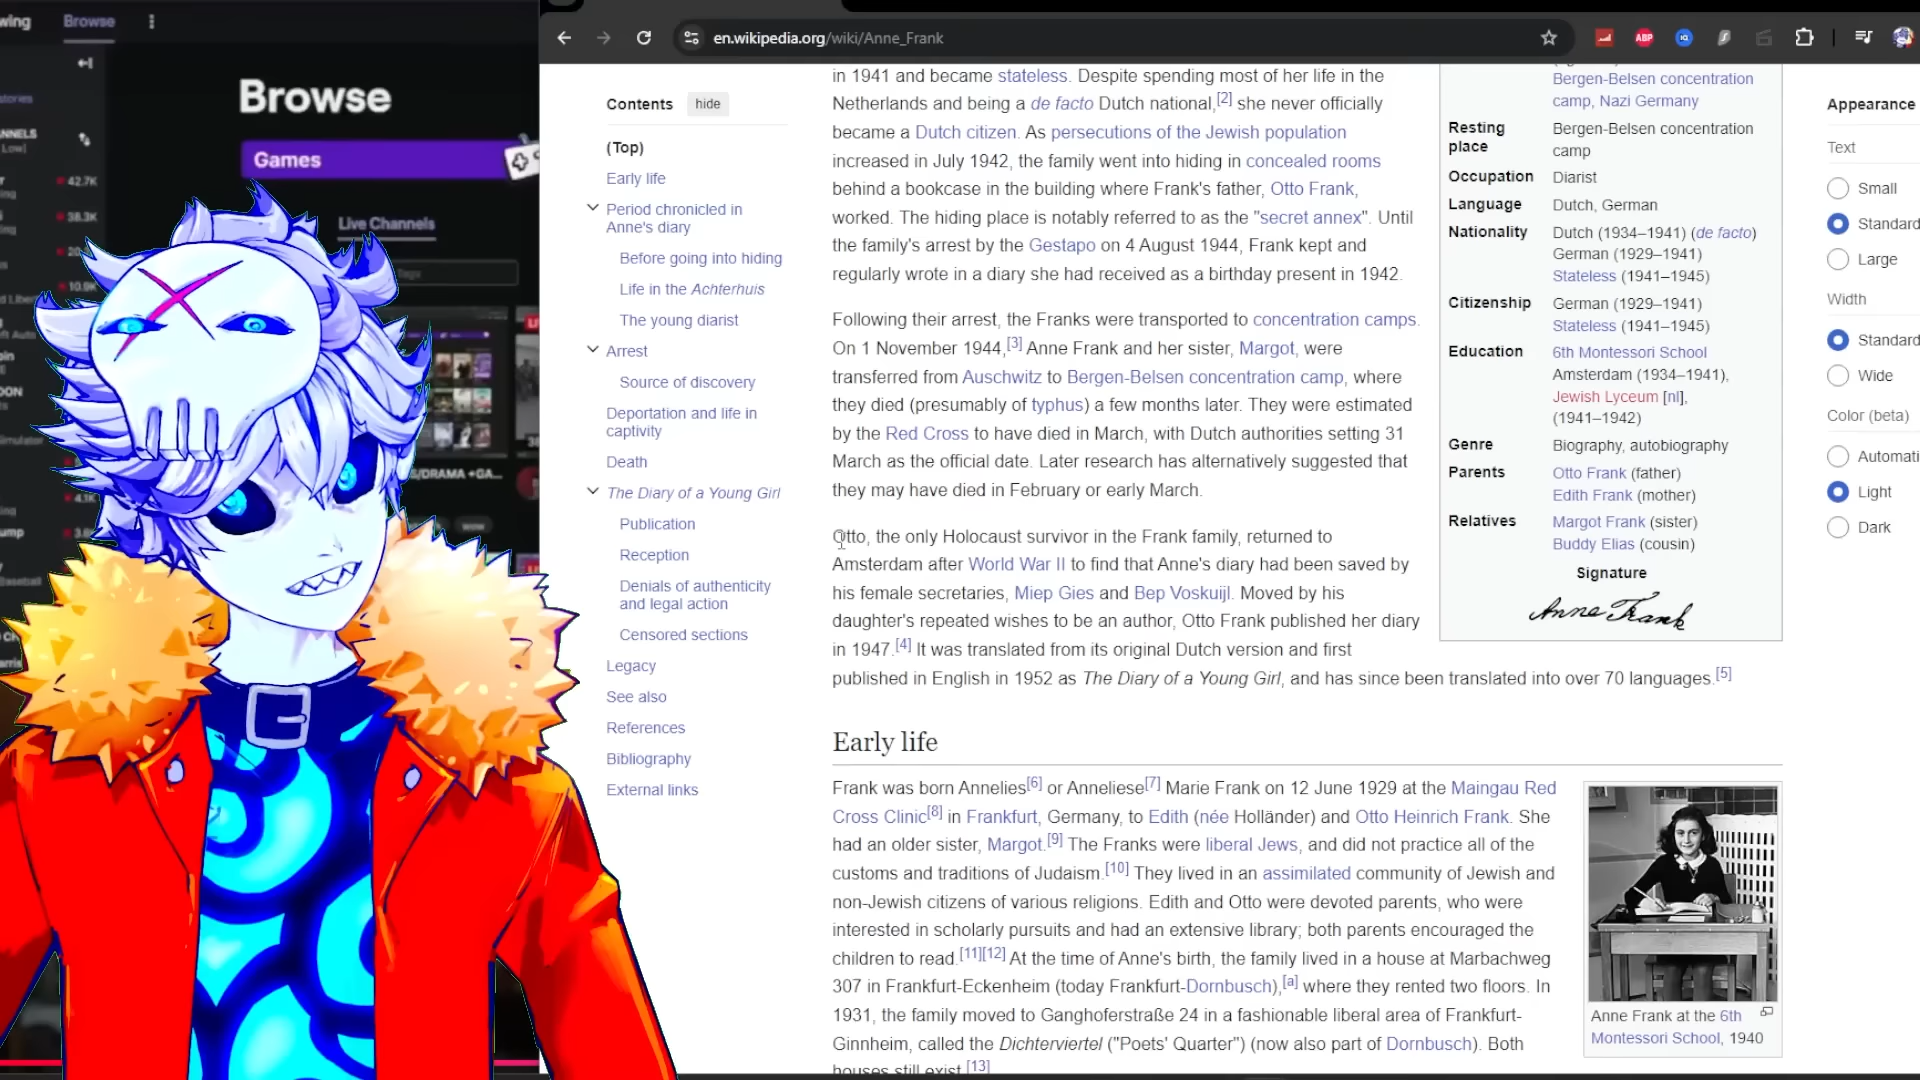 wing Browse
Browse
Games
Live Channels
42.7K
38.3K
10.9K
4.1K
/DRAMA +GA...
en.wikipedia.org/wiki/Anne_Frank
ABP
Contents hide
(Top)
Early life
Period chronicled in
Anne's diary
Before going into hiding
Life in the Achterhuis
The young diarist
Arrest
Source of discovery
Deportation and life in
captivity
Death
The Diary of a Young Girl
Publication
Reception
Denials of authenticity
and legal action
Censored sections
Legacy
See also
References
Bibliography
External links
in 1941 and became stateless. Despite spending most of her life in the
Netherlands and being a de facto Dutch national,[2] she never officially
became a Dutch citizen. As persecutions of the Jewish population
increased in July 1942, the family went into hiding in concealed rooms
behind a bookcase in the building where Frank's father, Otto Frank,
worked. The hiding place is notably referred to as the "secret annex". Until
the family's arrest by the Gestapo on 4 August 1944, Frank kept and
regularly wrote in a diary she had received as a birthday present in 1942.
Following their arrest, the Franks were transported to concentration camps.
On 1 November 1944,[3] Anne Frank and her sister, Margot, were
transferred from Auschwitz to Bergen-Belsen concentration camp, where
they died (presumably of typhus) a few months later. They were estimated
by the Red Cross to have died in March, with Dutch authorities setting 31
March as the official date. Later research has alternatively suggested that
they may have died in February or early March.
Otto, the only Holocaust survivor in the Frank family, returned to
Amsterdam after World War II to find that Anne's diary had been saved by
his female secretaries, Miep Gies and Bep Voskuijl. Moved by his
daughter's repeated wishes to be an author, Otto Frank published her diary
in 1947.[4] It was translated from its original Dutch version and first
published in English in 1952 as The Diary of a Young Girl, and has since been translated into over 70 languages.[5]
Early life
Frank was born Annelies[6] or Anneliese[7] Marie Frank on 12 June 1929 at the Maingau Red
Cross Clinic[8] in Frankfurt, Germany, to Edith (née Holländer) and Otto Heinrich Frank. She
had an older sister, Margot.[9] The Franks were liberal Jews, and did not practice all of the
customs and traditions of Judaism.[10] They lived in an assimilated community of Jewish and
non-Jewish citizens of various religions. Edith and Otto were devoted parents, who were
interested in scholarly pursuits and had an extensive library; both parents encouraged the
children to read.[11][12] At the time of Anne's birth, the family lived in a house at Marbachweg
307 in Frankfurt-Eckenheim (today Frankfurt-Dornbusch),[a] where they rented two floors. In
1931, the family moved to Ganghoferstraße 24 in a fashionable liberal area of Frankfurt-
Ginnheim, called the Dichterviertel ("Poets' Quarter") (now also part of Dornbusch). Both
houses still exist.[13]
Bergen-Belsen concentration
camp, Nazi Germany
Resting place Bergen-Belsen concentration
camp
Occupation Diarist
Language Dutch, German
Nationality Dutch (1934–1941) (de facto)
German (1929–1941)
Stateless (1941–1945)
Citizenship German (1929–1941)
Stateless (1941–1945)
Education 6th Montessori School
Amsterdam (1934–1941),
Jewish Lyceum [nl],
(1941–1942)
Genre Biography, autobiography
Parents Otto Frank (father)
Edith Frank (mother)
Relatives Margot Frank (sister)
Buddy Elias (cousin)
Signature
Anne Frank
Anne Frank at the 6th
Montessori School, 1940
Appearance
Text
Small
Standard
Large
Width
Standard
Wide
Color (beta)
Automati
Light
Dark